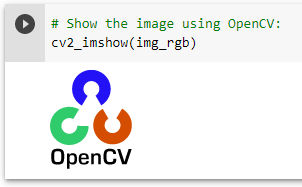 # Show the image using OpenCV:
cv2_imshow(img_rgb)
OpenCV